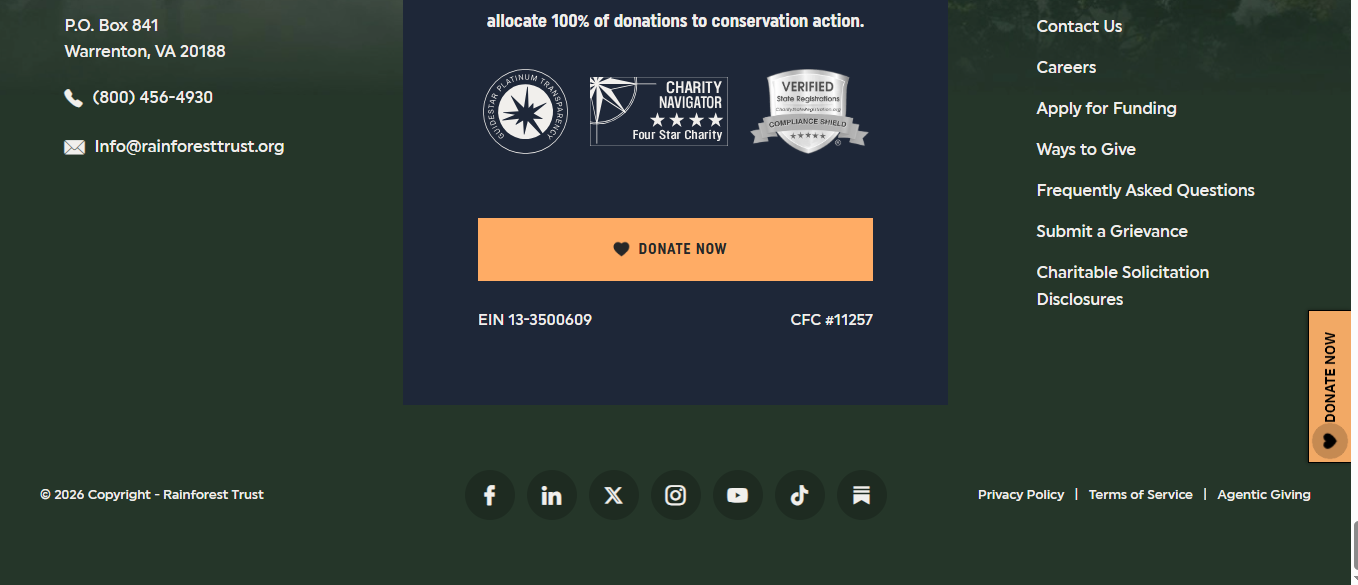 P.O. Box 841
Warrenton, VA 20188
(800) 456-4930
Info@rainforesttrust.org
allocate 100% of donations to conservation action.
GUIDESTAR PLATINUM TRANSPARENCY
CHARITY
NAVIGATOR
Four Star Charity
VERIFIED
State Registrations
CharityStateRegistration.org
COMPLIANCE SHIELD
®
DONATE NOW
EIN 13-3500609
CFC #11257
Contact Us
Careers
Apply for Funding
Ways to Give
Frequently Asked Questions
Submit a Grievance
Charitable Solicitation
Disclosures
DONATE NOW
© 2026 Copyright - Rainforest Trust
Privacy Policy | Terms of Service | Agentic Giving